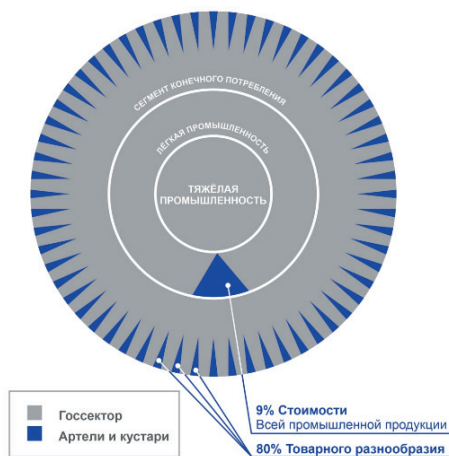 СЕГМЕНТ КОНЕЧНОГО ПОТРЕБЛЕНИЯ
ЛЁГКАЯ ПРОМЫШЛЕННОСТЬ
ТЯЖЁЛАЯ
ПРОМЫШЛЕННОСТЬ
Госсектор
Артели и кустари
9% Стоимости
Всей промышленной продукции
80% Товарного разнообразия